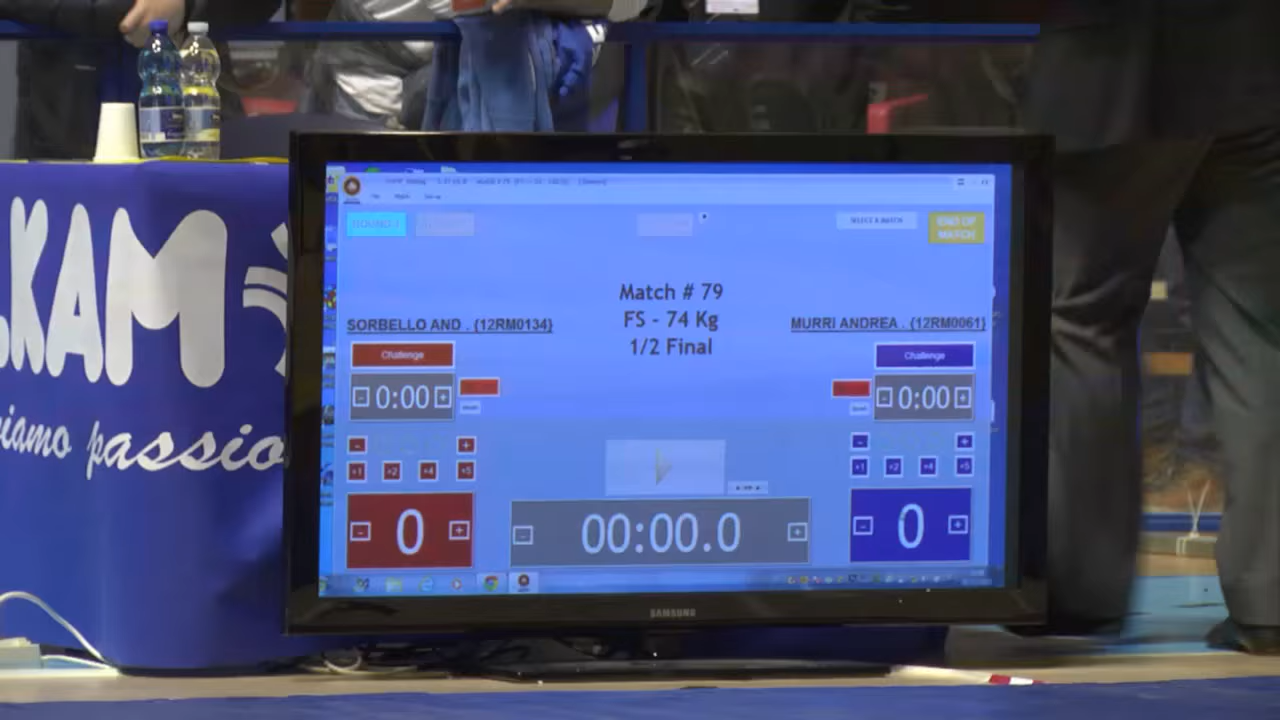 ROUND 1
SELECT A MATCH
END OF
MATCH
Match # 79
FS - 74 Kg
1/2 Final
SORBELLO AND . {12RM0134}
MURRI ANDREA . {12RM0061}
Challenge
Challenge
- 0:00 +
- 0:00 +
- +
- +
+1 +2 +4 +5
+1 +2 +4 +5
- 0 +
- 00:00.0 +
- 0 +
SAMSUNG
KAM
iamo passio